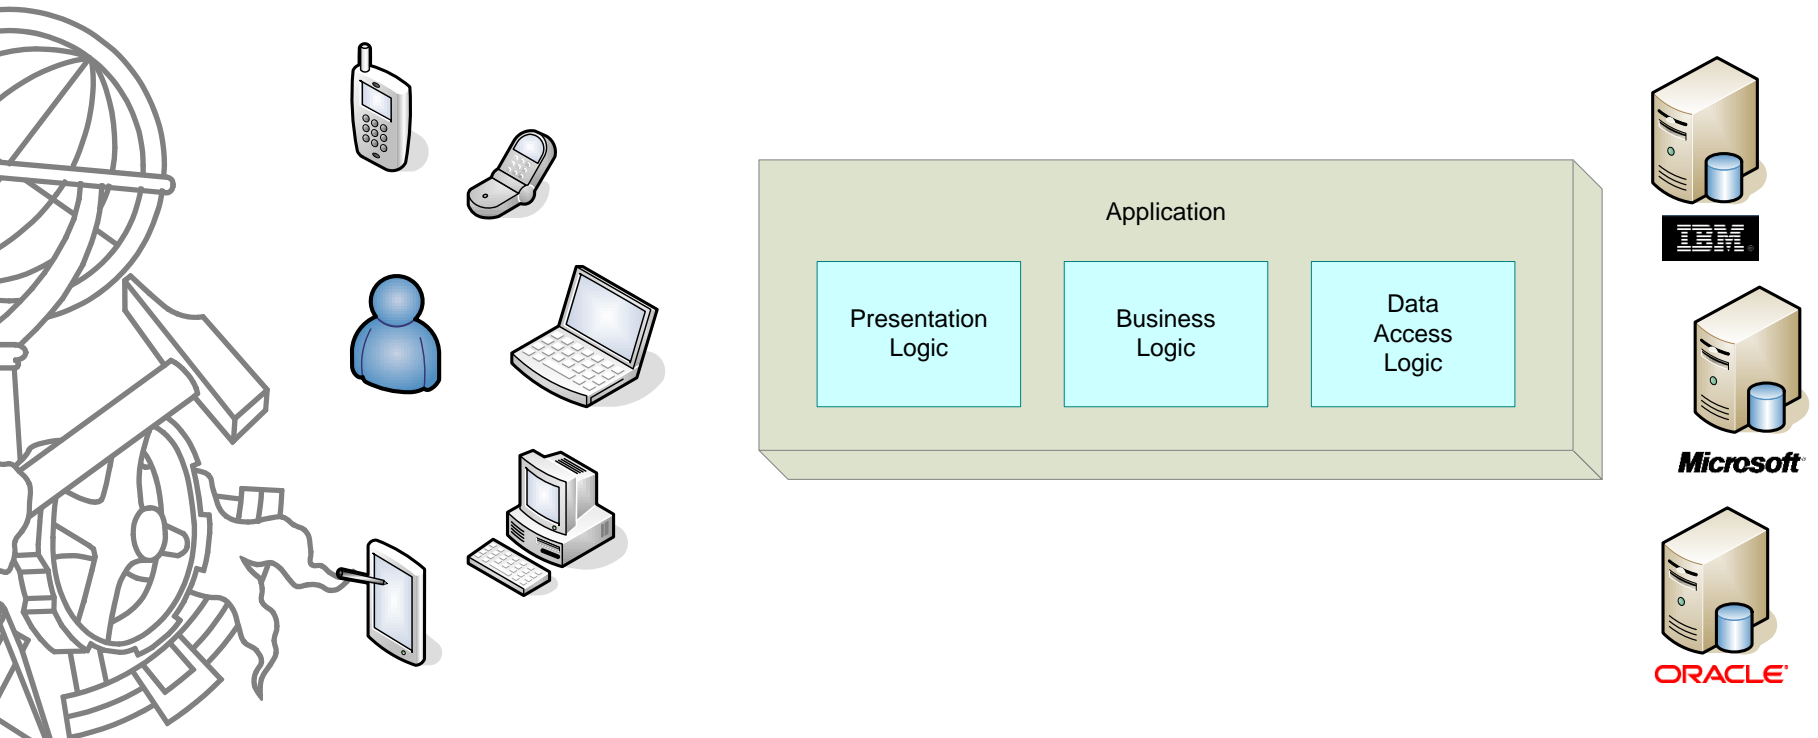 Application
Presentation
Logic
Business
Logic
Data
Access
Logic
IBM
Microsoft
ORACLE